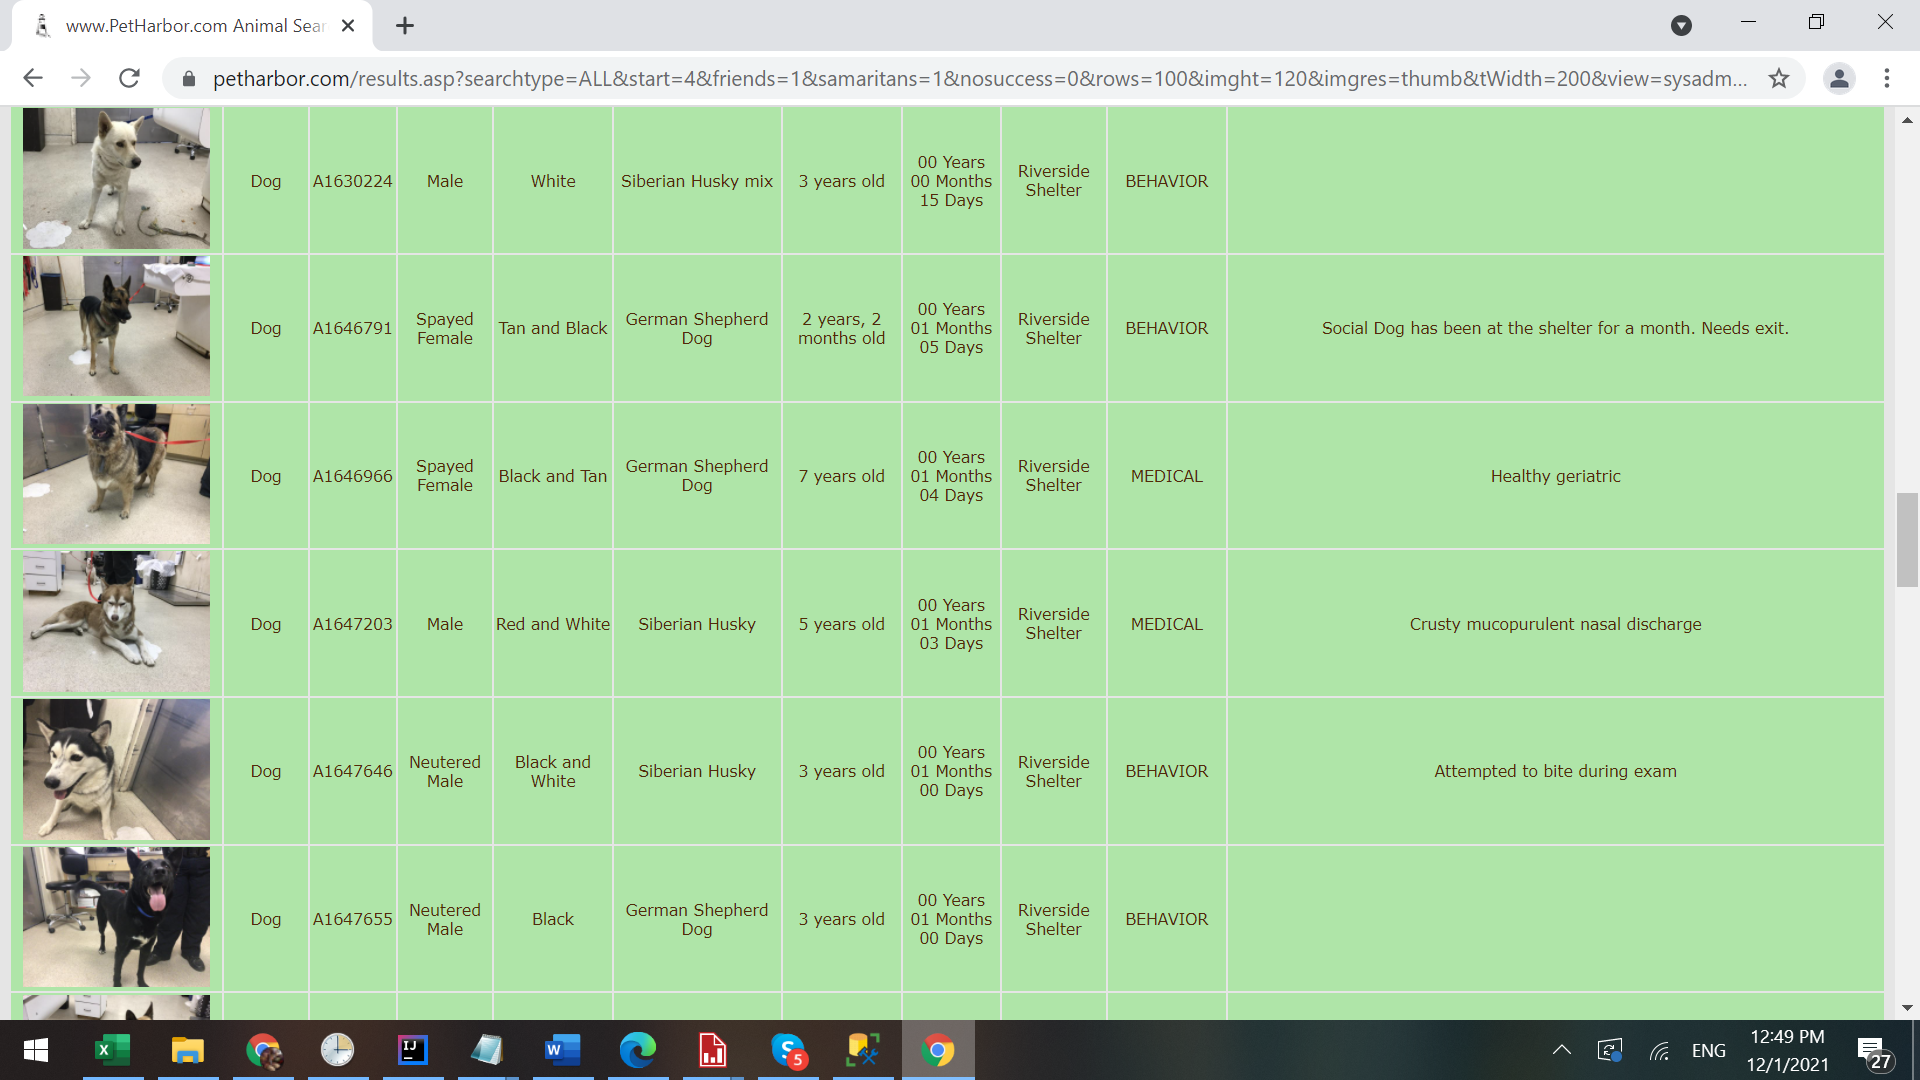 www.PetHarbor.com Animal Sear
petharbor.com/results.asp?searchtype=ALL&start=4&friends=1&samaritans=1&nosuccess=0&rows=100&imght=120&imgres=thumb&tWidth=200&view=sysadm...
Dog
A1630224
Male
White
Siberian Husky mix
3 years old
00 Years
00 Months
15 Days
Riverside
Shelter
BEHAVIOR
Dog
A1646791
Spayed
Female
Tan and Black
German Shepherd
Dog
2 years, 2
months old
00 Years
01 Months
05 Days
Riverside
Shelter
BEHAVIOR
Social Dog has been at the shelter for a month. Needs exit.
Dog
A1646966
Spayed
Female
Black and Tan
German Shepherd
Dog
7 years old
00 Years
01 Months
04 Days
Riverside
Shelter
MEDICAL
Healthy geriatric
Dog
A1647203
Male
Red and White
Siberian Husky
5 years old
00 Years
01 Months
03 Days
Riverside
Shelter
MEDICAL
Crusty mucopurulent nasal discharge
Dog
A1647646
Neutered
Male
Black and
White
Siberian Husky
3 years old
00 Years
01 Months
00 Days
Riverside
Shelter
BEHAVIOR
Attempted to bite during exam
Dog
A1647655
Neutered
Male
Black
German Shepherd
Dog
3 years old
00 Years
01 Months
00 Days
Riverside
Shelter
BEHAVIOR
X
IJ
W
S
5
ENG
12:49 PM
12/1/2021
27